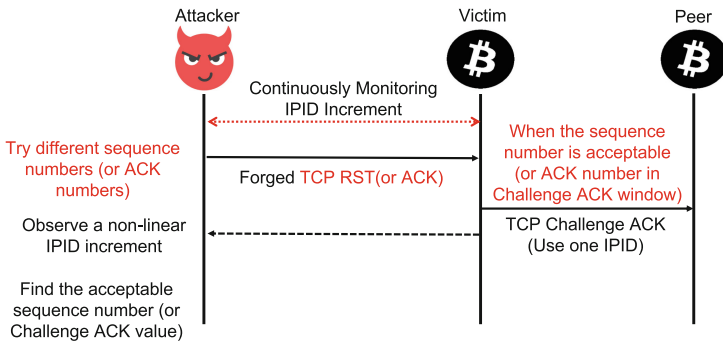 Attacker
Victim
Peer
Continuously Monitoring
IPID Increment
Try different sequence
numbers (or ACK
numbers)
Forged TCP RST(or ACK)
When the sequence
number is acceptable
(or ACK number in
Challenge ACK window)
Observe a non-linear
IPID increment
TCP Challenge ACK
(Use one IPID)
Find the acceptable
sequence number (or
Challenge ACK value)